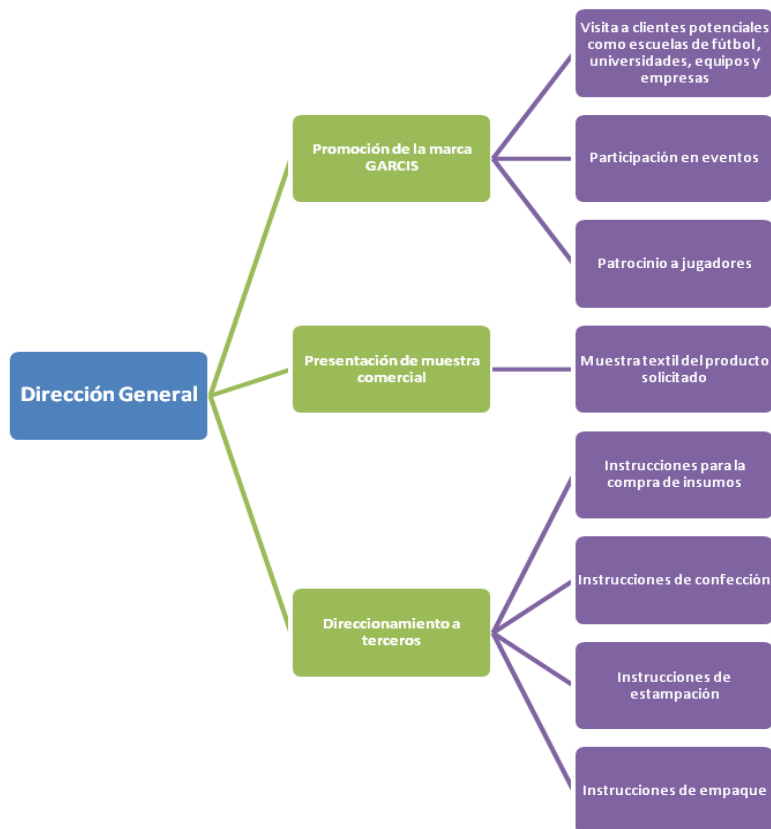 Dirección General
Promoción de la marca
GARCIS
Visita a clientes potenciales
como escuelas de fútbol ,
universidades, equipos y
empresas
Participación en eventos
Patrocinio a jugadores
Presentación de muestra
comercial
Muestra textil del producto
solicitado
Direccionamiento a
terceros
Instrucciones para la
compra de insumos
Instrucciones de confección
Instrucciones de
estampación
Instrucciones de empaque